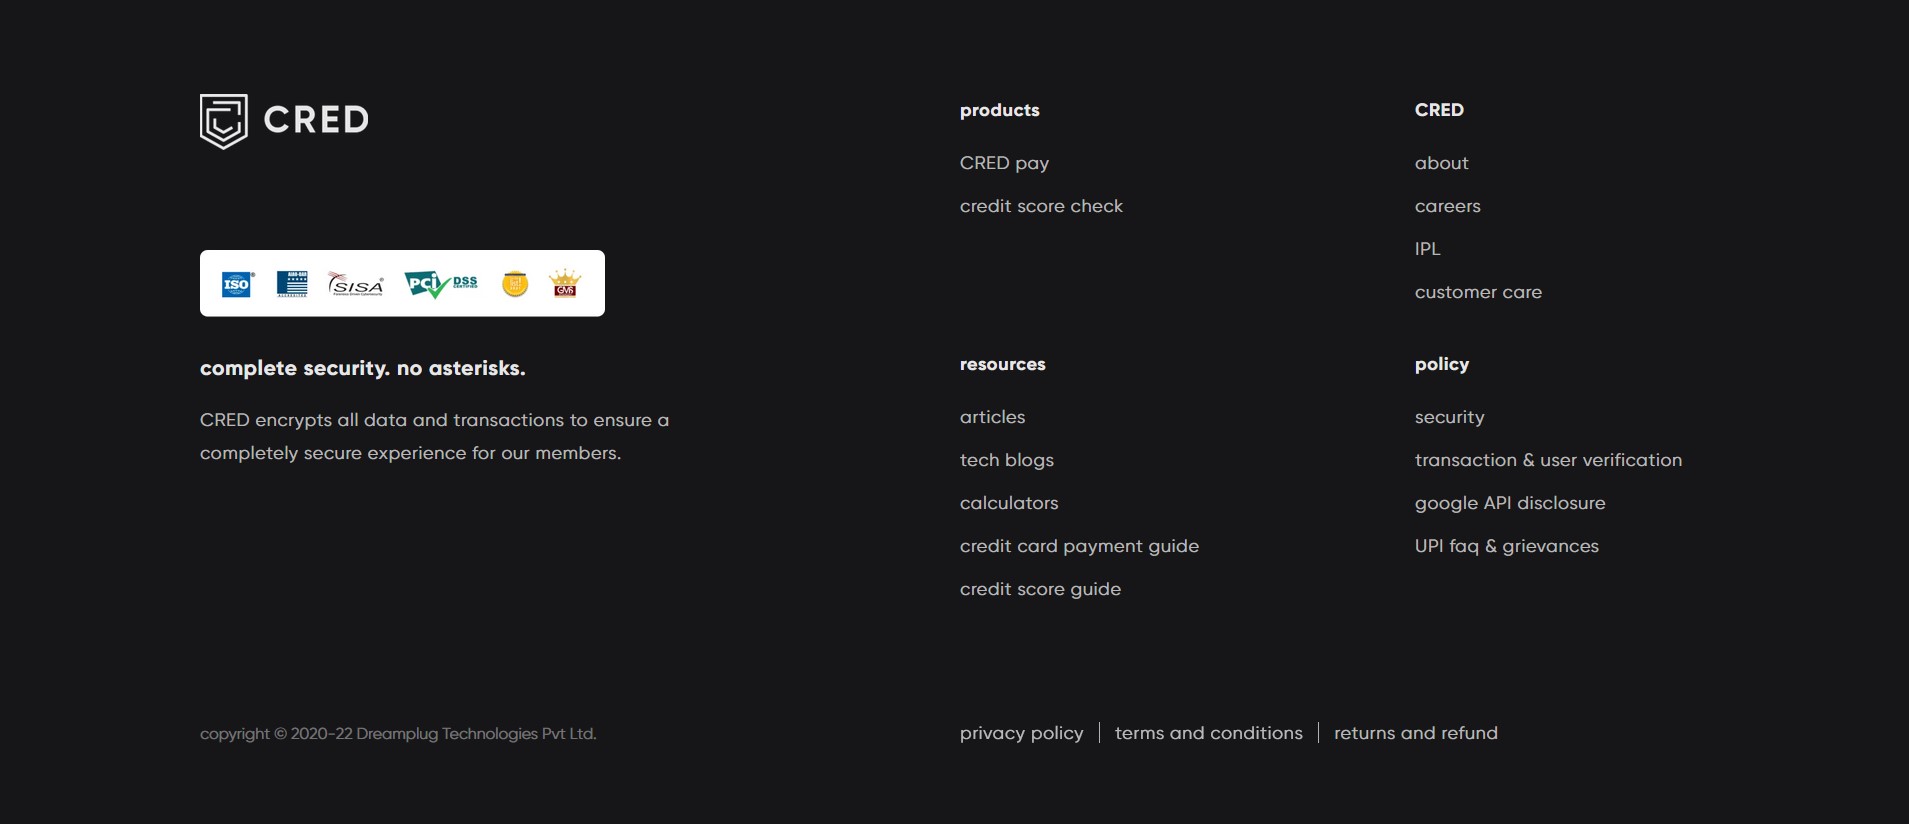 CRED
ISO
SISA
PCI DSS
CERTIFIED
GMS
complete security. no asterisks.
CRED encrypts all data and transactions to ensure a
completely secure experience for our members.
products
CRED pay
credit score check
CRED
about
careers
IPL
customer care
resources
articles
tech blogs
calculators
credit card payment guide
credit score guide
policy
security
transaction & user verification
google API disclosure
UPI faq & grievances
copyright © 2020-22 Dreamplug Technologies Pvt Ltd.
privacy policy
terms and conditions
returns and refund